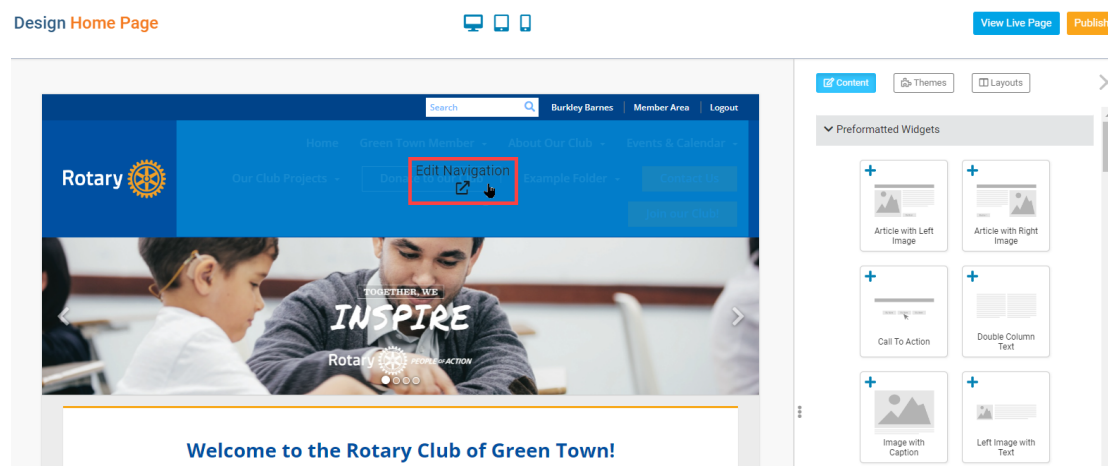 Design Home Page
View Live Page
Publish
Content
Themes
Layouts
Search
Burkley Barnes
Member Area
Logout
Preformatted Widgets
Home
Green Town Member
About Our Club
Events & Calendar
Rotary
Our Club Projects
Edit Navigation
Example Folder
Contact Us
Join our Club!
Article with Left
Image
Article with Right
Image
TOGETHER, WE
INSPIRE
Rotary
PEOPLE OF ACTION
Call To Action
Double Column
Text
Image with
Caption
Left Image with
Text
Welcome to the Rotary Club of Green Town!